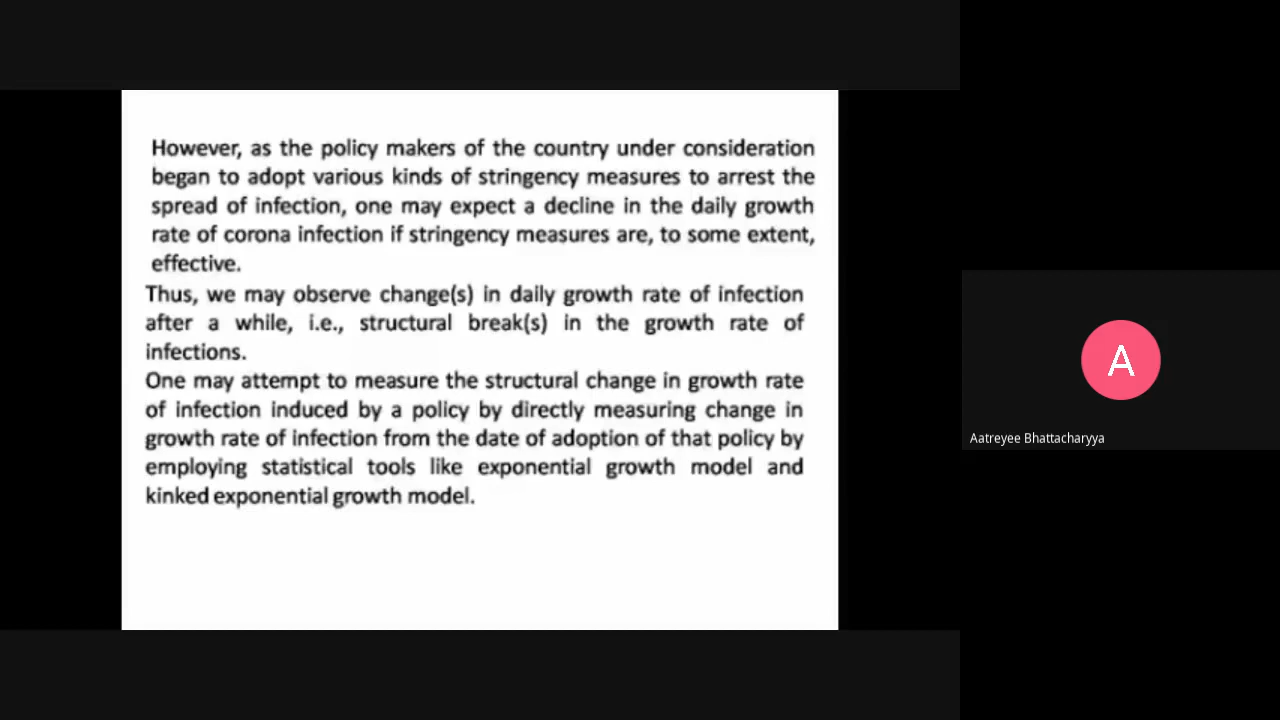 However, as the policy makers of the country under consideration
began to adopt various kinds of stringency measures to arrest the
spread of infection, one may expect a decline in the daily growth
rate of corona infection if stringency measures are, to some extent,
effective.
Thus, we may observe change(s) in daily growth rate of infection
after a while, i.e., structural break(s) in the growth rate of
infections.
One may attempt to measure the structural change in growth rate
of infection induced by a policy by directly measuring change in
growth rate of infection from the date of adoption of that policy by
employing statistical tools like exponential growth model and
kinked exponential growth model.
A
Aatreyee Bhattacharyya